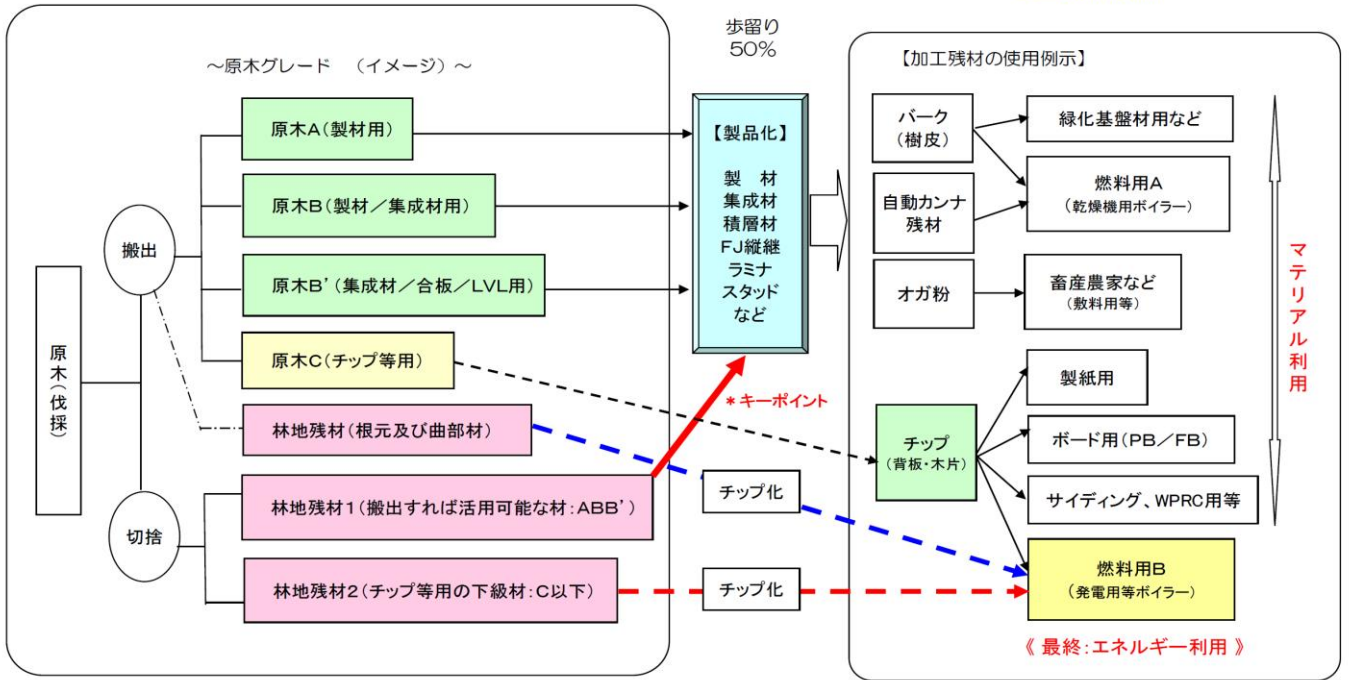 ～原木グレード　（イメージ）～
原木(伐採)
搬出
切捨
原木A（製材用）
原木B（製材／集成材用）
原木B’（集成材／合板／LVL用）
原木C（チップ等用）
林地残材（根元及び曲部材）
林地残材1（搬出すれば活用可能な材：ABB’）
林地残材2（チップ等用の下級材：C以下）
歩留り
50%
【製品化】
製　材
集成材
積層材
FJ縦継
ラミナ
スタッド
など
＊キーポイント
チップ化
チップ化
【加工残材の使用例示】
バーク
（樹皮）
自動カンナ
残材
オガ粉
チップ
（背板・木片）
緑化基盤材用など
燃料用A
（乾燥機用ボイラー）
畜産農家など
（敷料用等）
製紙用
ボード用（PB／FB）
サイディング、WPRC用等
燃料用B
（発電用等ボイラー）
マテリアル利用
《 最終：エネルギー利用 》